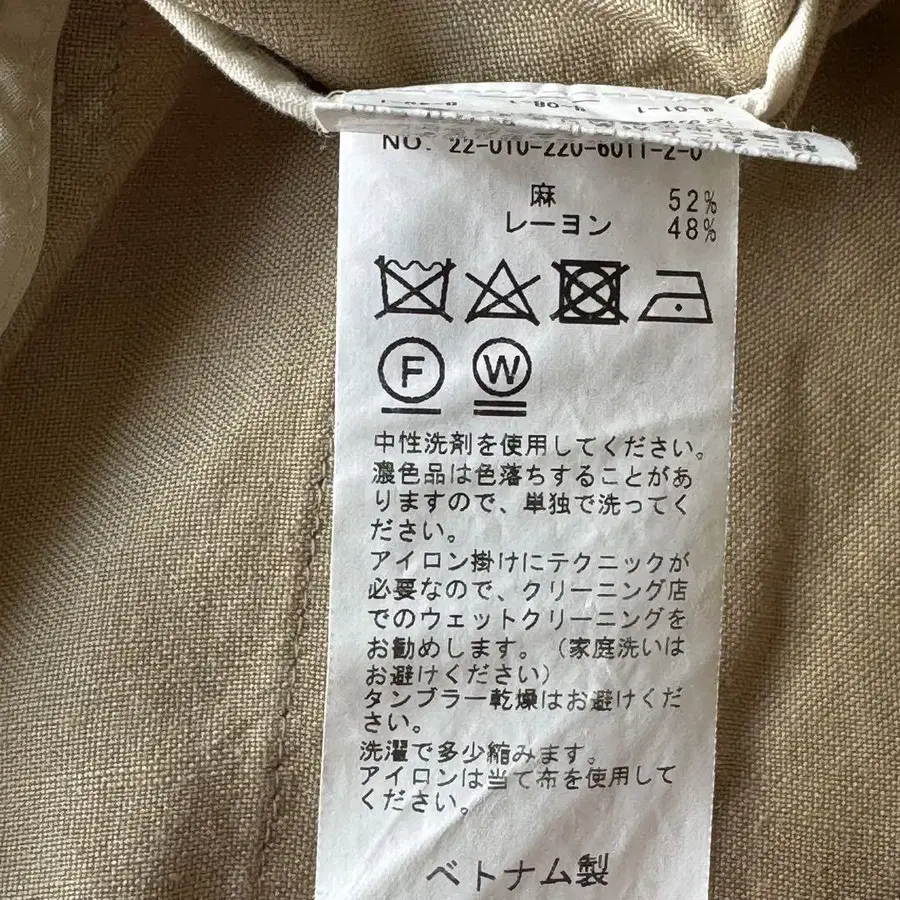 NO. 22-010-220-6011-2-0
麻 52%
レーヨン 48%
F W
中性洗剤を使用してください。
濃色品は色落ちすることがあ
りますので、単独で洗ってく
ださい。
アイロン掛けにテクニックが
必要なので、クリーニング店
でのウェットクリーニングを
お勧めします。(家庭洗いは
お避けください)
タンブラー乾燥はお避けくだ
さい。
洗濯で多少縮みます。
アイロンは当て布を使用して
ください。
ベトナム製